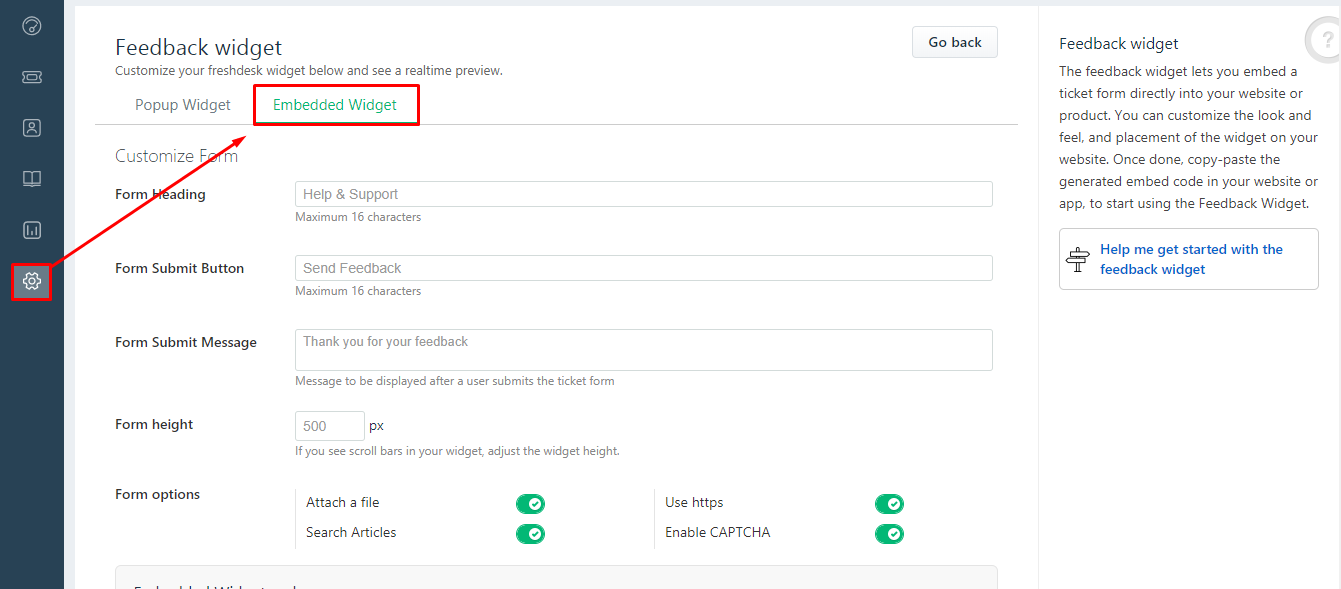 Feedback widget
Go back
Customize your freshdesk widget below and see a realtime preview.
Popup Widget
Embedded Widget
Customize Form
Form Heading
Help & Support
Maximum 16 characters
Form Submit Button
Send Feedback
Maximum 16 characters
Form Submit Message
Thank you for your feedback
Message to be displayed after a user submits the ticket form
Form height
500
px
If you see scroll bars in your widget, adjust the widget height.
Form options
Attach a file
Use https
Search Articles
Enable CAPTCHA
Feedback widget
The feedback widget lets you embed a
ticket form directly into your website or
product. You can customize the look and
feel, and placement of the widget on your
website. Once done, copy-paste the
generated embed code in your website or
app, to start using the Feedback Widget.
Help me get started with the
feedback widget
?